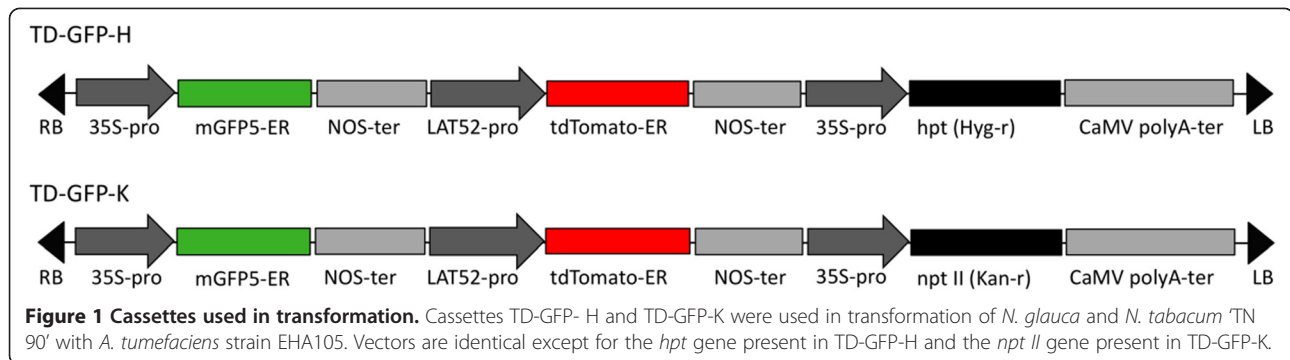 TD-GFP-H
RB 35S-pro mGFP5-ER NOS-ter LAT52-pro tdTomato-ER NOS-ter 35S-pro hpt (Hyg-r) CaMV polyA-ter LB
TD-GFP-K
RB 35S-pro mGFP5-ER NOS-ter LAT52-pro tdTomato-ER NOS-ter 35S-pro npt II (Kan-r) CaMV polyA-ter LB
Figure 1 Cassettes used in transformation. Cassettes TD-GFP- H and TD-GFP-K were used in transformation of N. glauca and N. tabacum ‘TN
90’ with A. tumefaciens strain EHA105. Vectors are identical except for the hpt gene present in TD-GFP-H and the npt II gene present in TD-GFP-K.